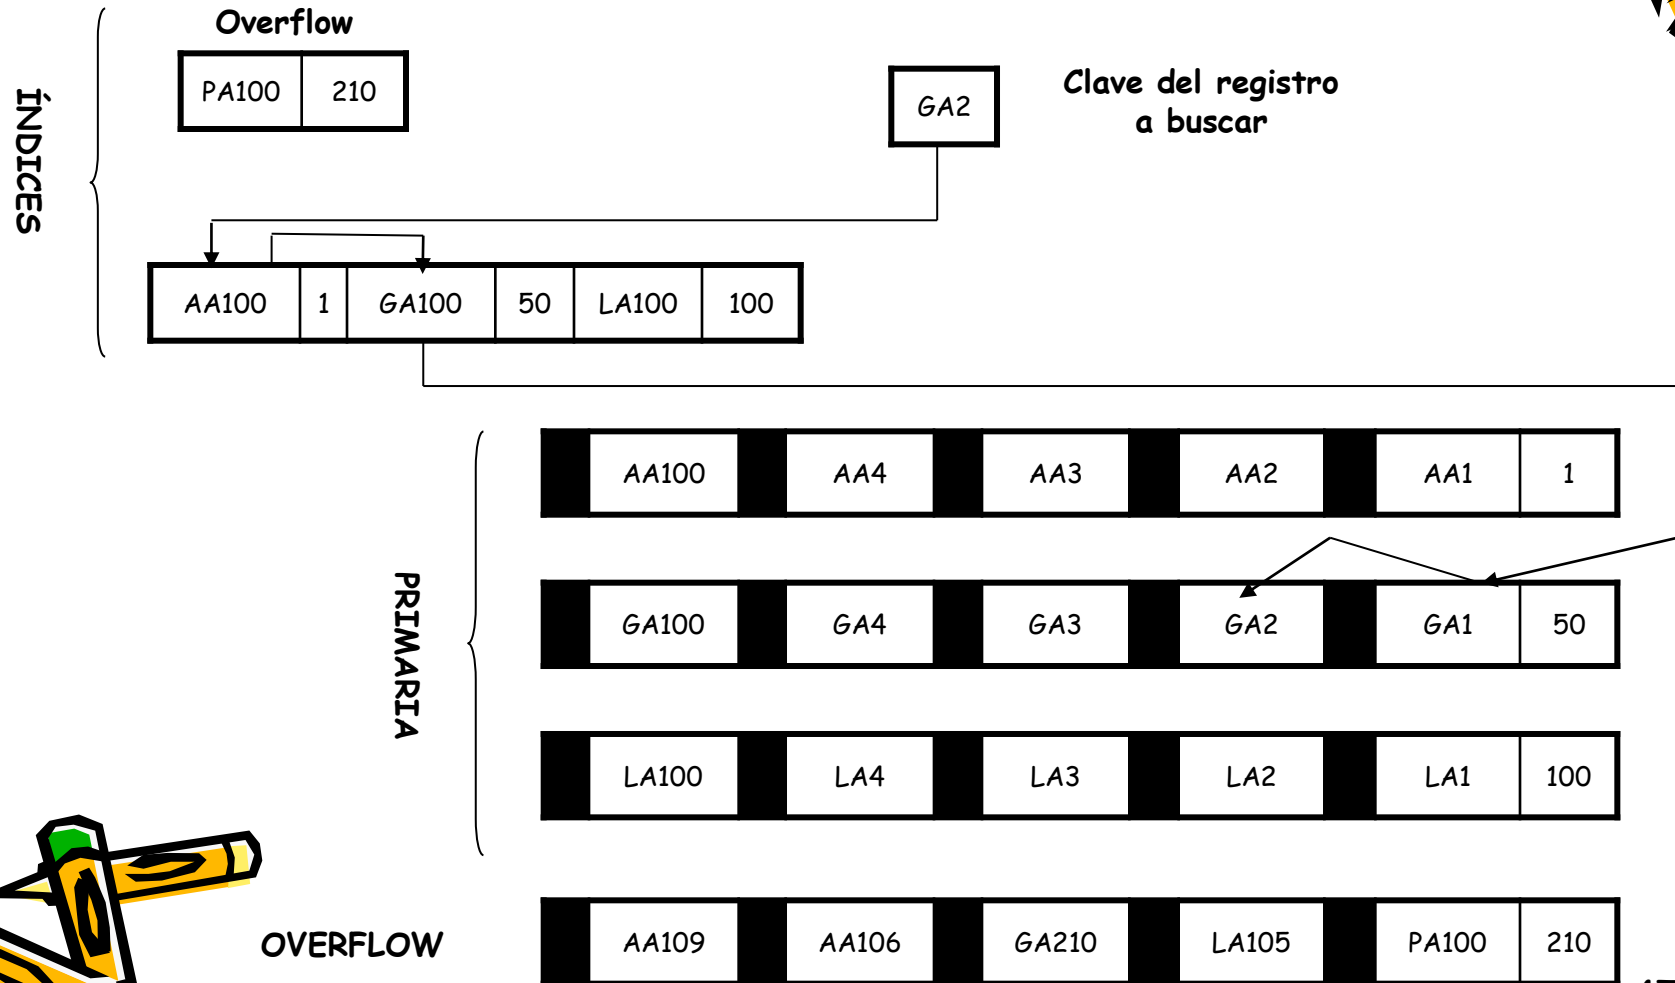 Overflow
PA100 210
ÍNDICES
GA2
Clave del registro
a buscar
AA100 1 GA100 50 LA100 100
PRIMARIA
AA100 AA4 AA3 AA2 AA1 1
GA100 GA4 GA3 GA2 GA1 50
LA100 LA4 LA3 LA2 LA1 100
OVERFLOW
AA109 AA106 GA210 LA105 PA100 210